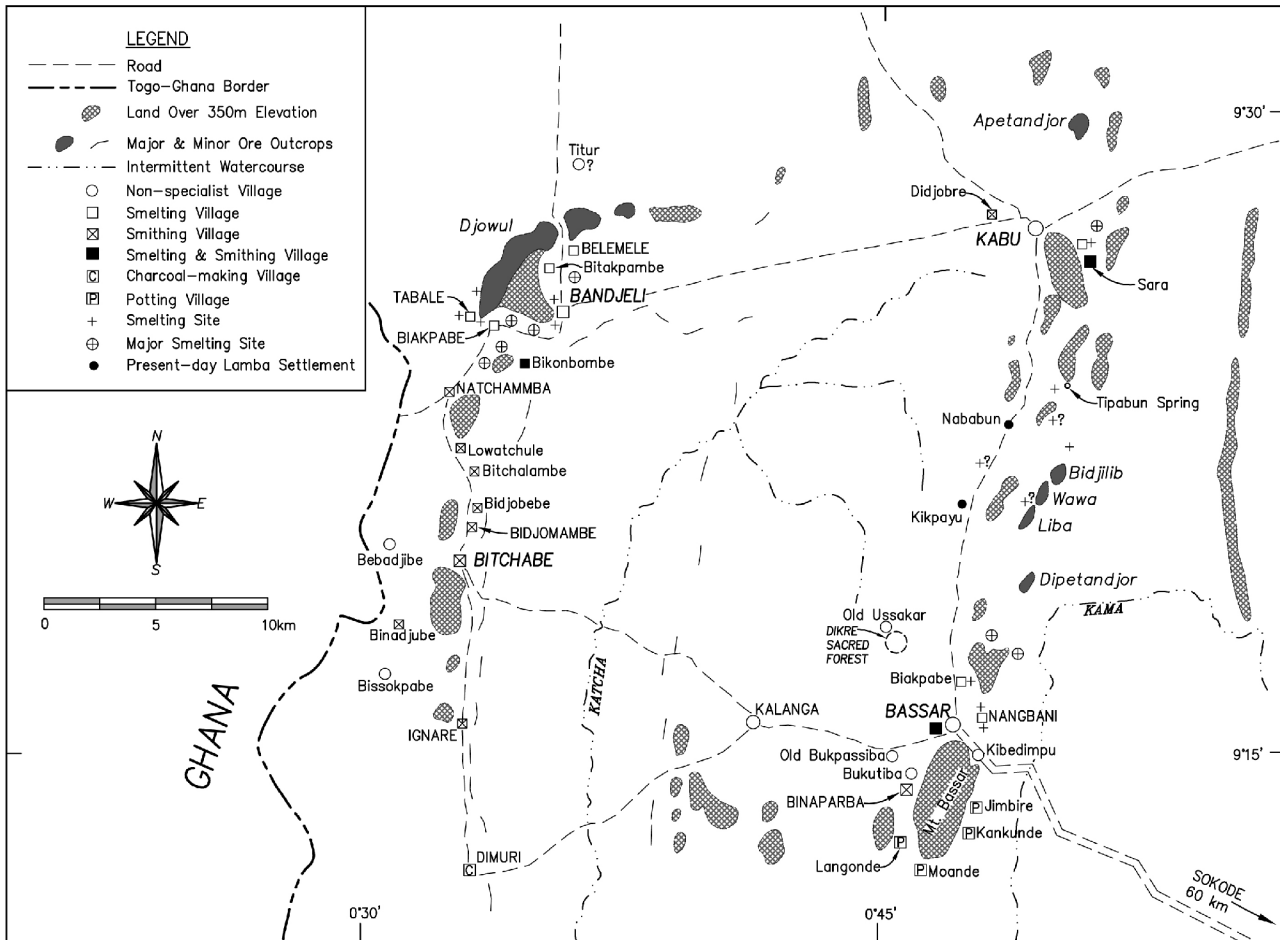 LEGEND
Road
Togo-Ghana Border
Land Over 350m Elevation
Major & Minor Ore Outcrops
Intermittent Watercourse
Non-specialist Village
Smelting Village
Smithing Village
Smelting & Smithing Village
C Charcoal-making Village
P Potting Village
Smelting Site
Major Smelting Site
Present-day Lamba Settlement
9°30'
Apetandjor
Titur
?
Didjobre
KABU
Djowul
BELEMELE
Bitakpambe
Sara
TABALE
BANDJELI
BIAKPABE
Bikonbombe
NATCHAMMBA
Tipabun Spring
Nababun
?
N
Lowatchule
Bitchalambe
?
Bidjilib
W E
Bidjobebe
?
Wawa
Kikpayu
Liba
BIDJOMAMBE
S
Bebadjibe
BITCHABE
Dipetandjor
0 5 10km
KAMA
Old Ussakar
Binadjube
DIKRE
SACRED
FOREST
Bissokpabe
Biakpabe
KATCHA
GHANA
KALANGA
BASSAR
NANGBANI
IGNARE
Old Bukpassiba
Kibedimpu
9°15'
Bukutiba
BINAPARBA
Mt. Bassar
P Jimbire
P Kankunde
DIMURI
C
P
Langonde
P Moande
SOKODE
60 km
0°30'
0°45'